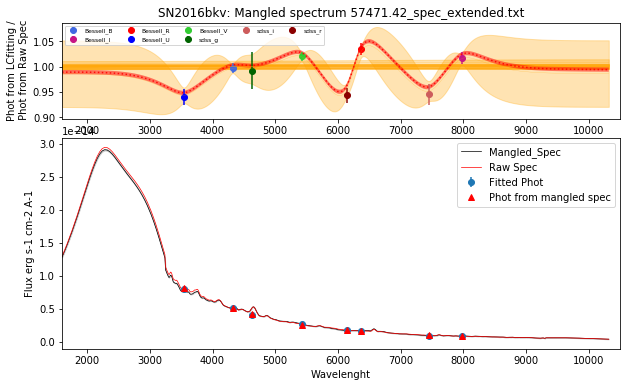 SN2016bkv: Mangled spectrum 57471.42_spec_extended.txt
Phot from LCfitting /
Phot from Raw Spec
Bessell_B Bessell_R Bessell_V sdss_i sdss_r
Bessell_I Bessell_U sdss_g
1.05
1.00
0.95
0.90
2000 3000 4000 5000 6000 7000 8000 9000 10000
1e−14
Flux erg s-1 cm-2 A-1
3.0
2.5
2.0
1.5
1.0
0.5
0.0
Mangled_Spec
Raw Spec
Fitted Phot
Phot from mangled spec
2000 3000 4000 5000 6000 7000 8000 9000 10000
Wavelenght